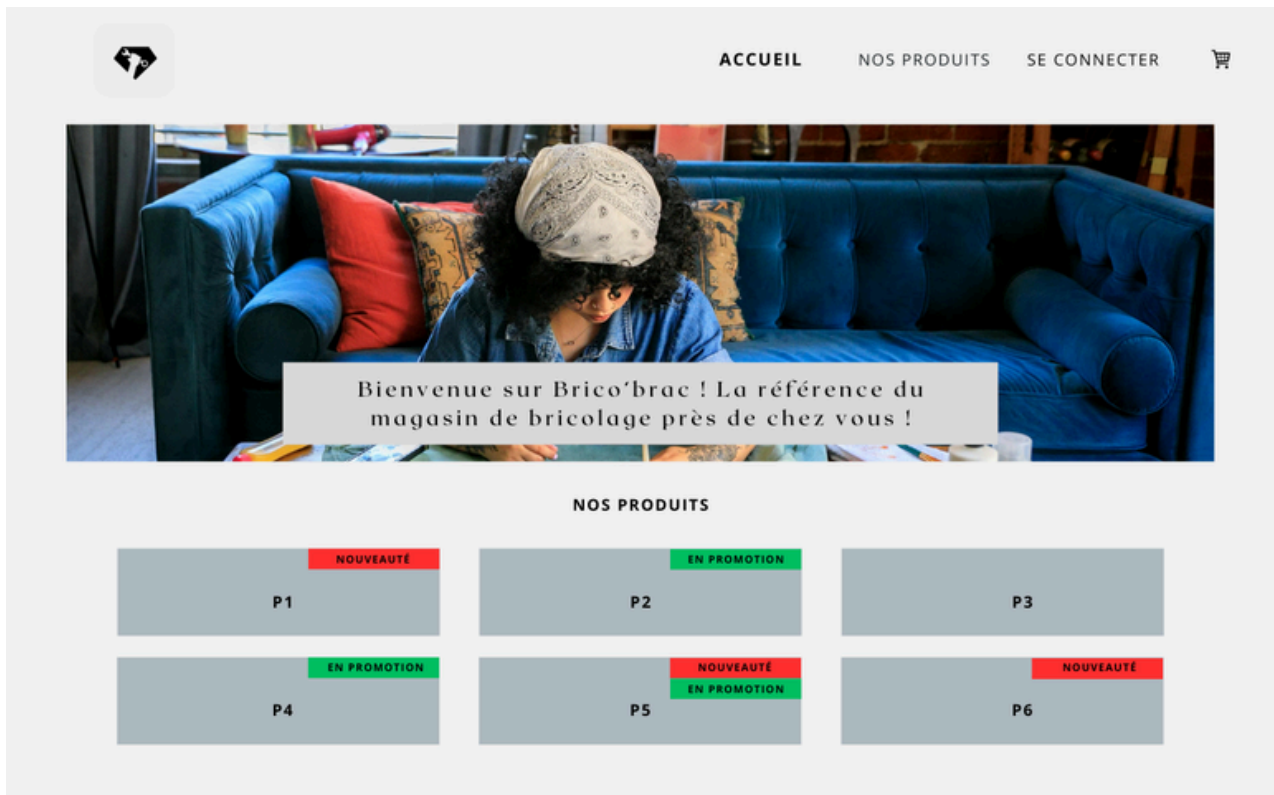 ACCUEIL NOS PRODUITS SE CONNECTER
Bienvenue sur Brico'brac ! La référence du
magasin de bricolage près de chez vous !
NOS PRODUITS
NOUVEAUTÉ
P1
EN PROMOTION
P2
P3
EN PROMOTION
P4
NOUVEAUTÉ
EN PROMOTION
P5
NOUVEAUTÉ
P6